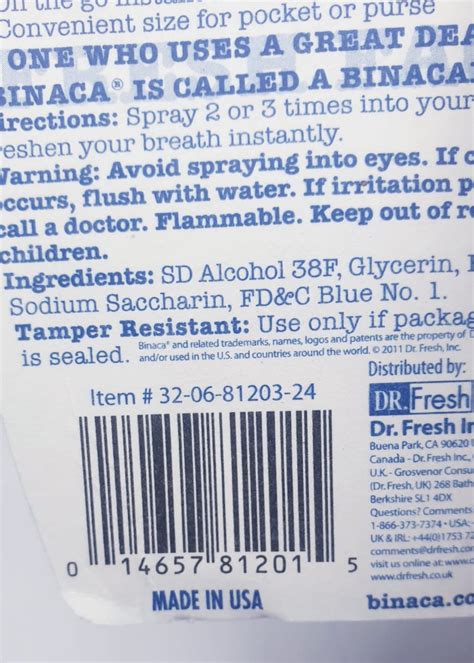 Convenient size for pocket or purse
ONE WHO USES A GREAT DEA
BINACA® IS CALLED A BINACA
irections: Spray 2 or 3 times into your
reshen your breath instantly.
Warning: Avoid spraying into eyes. If c
occurs, flush with water. If irritation p
call a doctor. Flammable. Keep out of r
children.
Ingredients: SD Alcohol 38F, Glycerin,
Sodium Saccharin, FD&C Blue No. 1.
Tamper Resistant: Use only if packag
is sealed.
Binaca® and related trademarks, names, logos and patents are the property of
and/or used in the U.S. and countries around the world. © 2011 Dr. Fresh, Inc.
Distributed by:
DR. Fresh
Dr. Fresh In
Buena Park, CA 90620
Canada - Dr. Fresh Inc.,
U.K. - Grosvenor Consu
(Dr. Fresh, UK) 268 Bath
Berkshire SL1 4DX
Questions? Comments
1-866-373-7374 • USA
UK & IRL: +44(0)1753 72
comments@drfresh.co
visit us online at: www.
www.drfresh.co.uk
binaca.co
Item # 32-06-81203-24
0 14657 81201 5
MADE IN USA